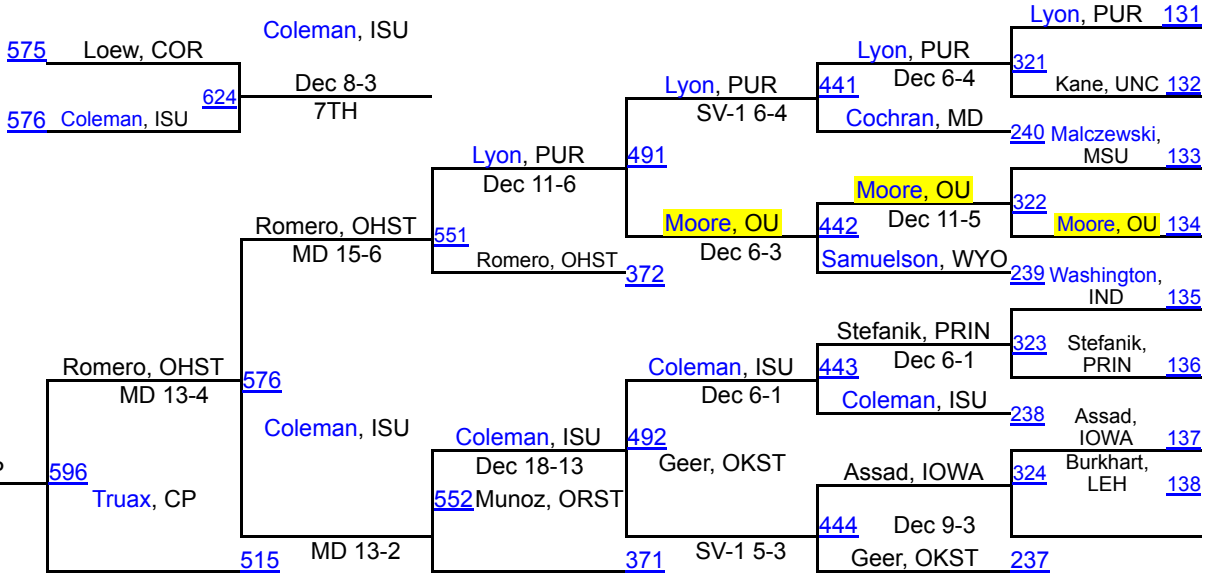 Lyon, PUR 131
Coleman, ISU
575 Loew, COR
Lyon, PUR
321
Dec 6-4
Dec 8-3
Lyon, PUR
441
Kane, UNC 132
624
7TH
SV-1 6-4
576 Coleman, ISU
Cochran, MD
240 Malczewski,
MSU 133
Lyon, PUR
491
Dec 11-6
Moore, OU
322
Dec 11-5
Romero, OHST
551
Moore, OU
442
Moore, OU 134
MD 15-6
Dec 6-3
Romero, OHST 372
Samuelson, WYO
239 Washington,
IND 135
Stefanik, PRIN
323 Stefanik,
PRIN 136
Dec 6-1
Romero, OHST
576
Coleman, ISU
443
MD 13-4
Dec 6-1
Coleman, ISU
238 Assad,
IOWA 137
Coleman, ISU
Coleman, ISU
492
Dec 18-13
Geer, OKST
Assad, IOWA
324 Burkhart,
LEH 138
596
Truax, CP
552 Munoz, ORST
444
Dec 9-3
MD 13-2
SV-1 5-3
515
371
Geer, OKST 237